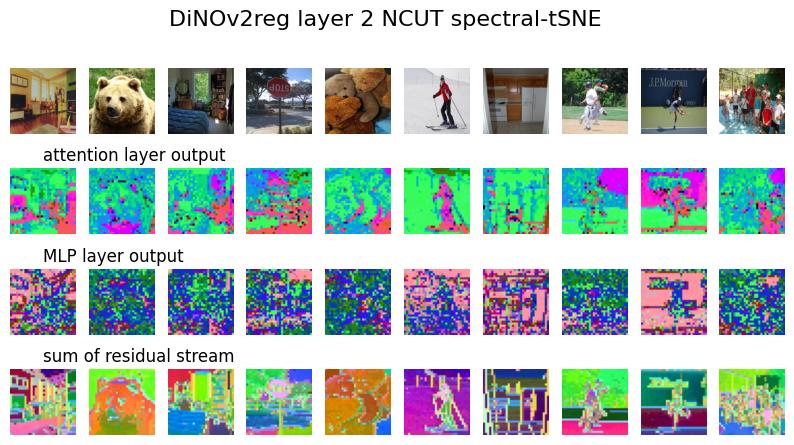 DiNOv2reg layer 2 NCUT spectral-tSNE
STOP
J.P.Morgan
attention layer output
MLP layer output
sum of residual stream